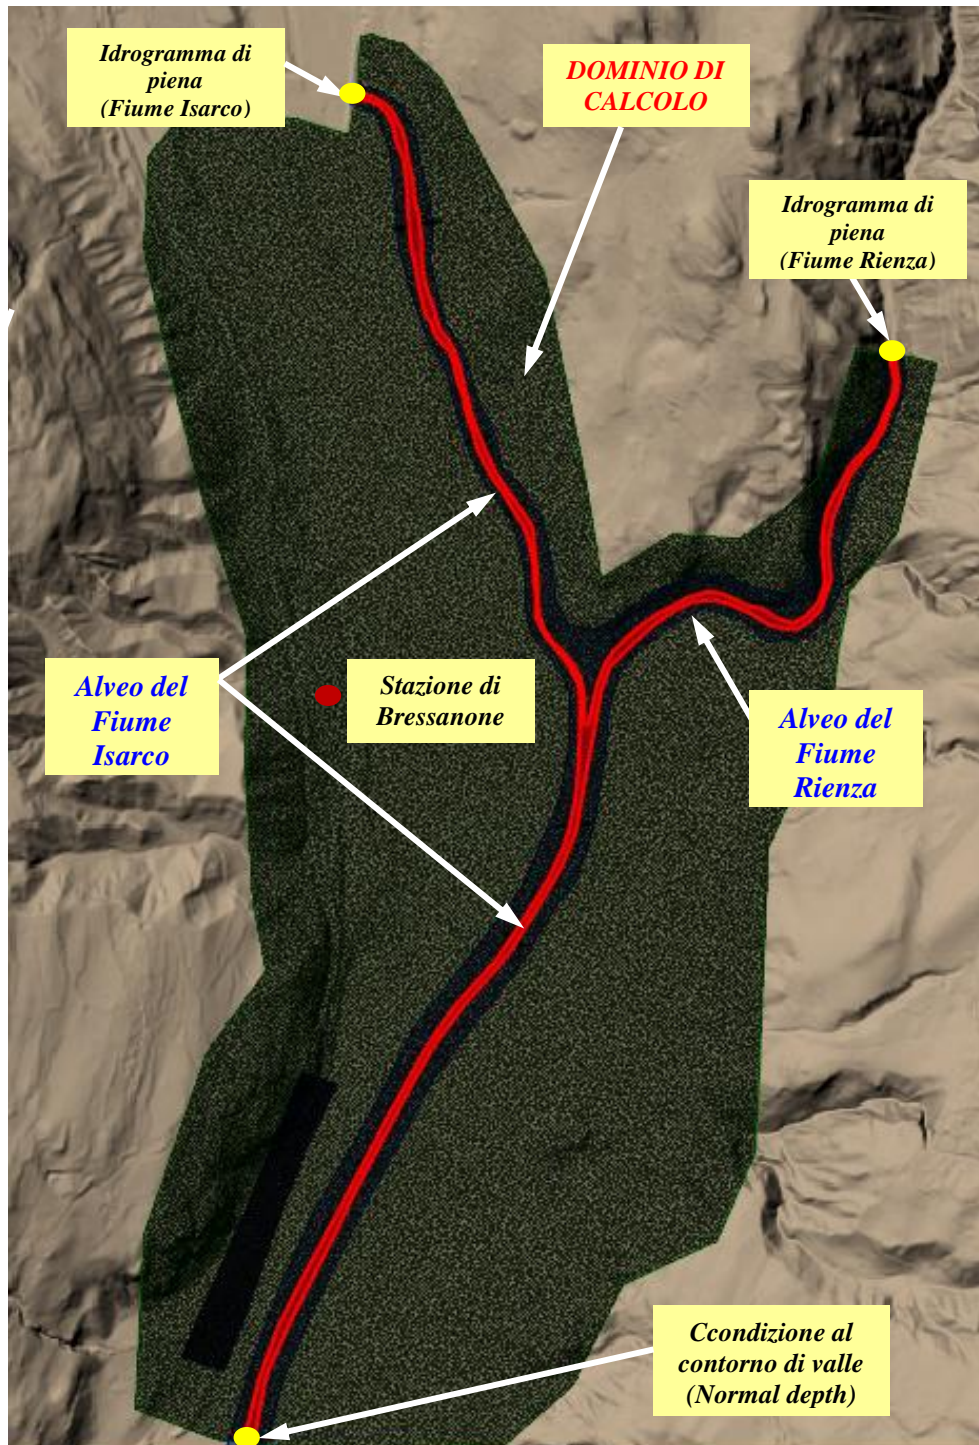 Idrogramma di
piena
(Fiume Isarco)
DOMINIO DI
CALCOLO
Idrogramma di
piena
(Fiume Rienza)
Alveo del
Fiume
Isarco
Stazione di
Bressanone
Alveo del
Fiume
Rienza
Ccondizione al
contorno di valle
(Normal depth)